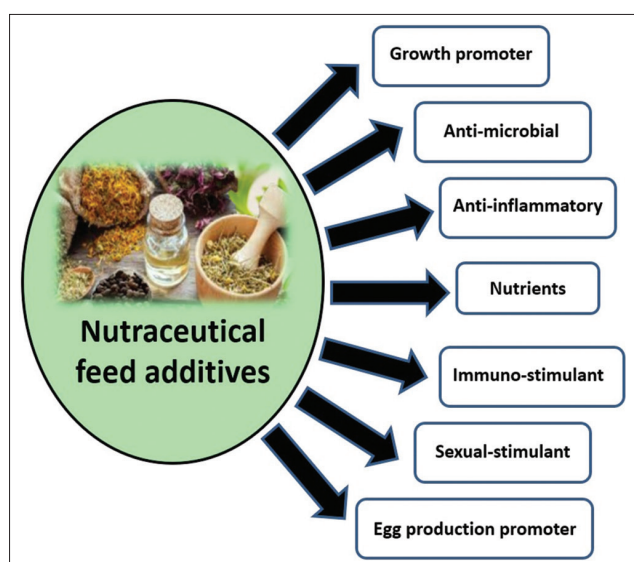 Growth promoter
Anti-microbial
Anti-inflammatory
Nutrients
Nutraceutical
feed additives
Immuno-stimulant
Sexual-stimulant
Egg production promoter